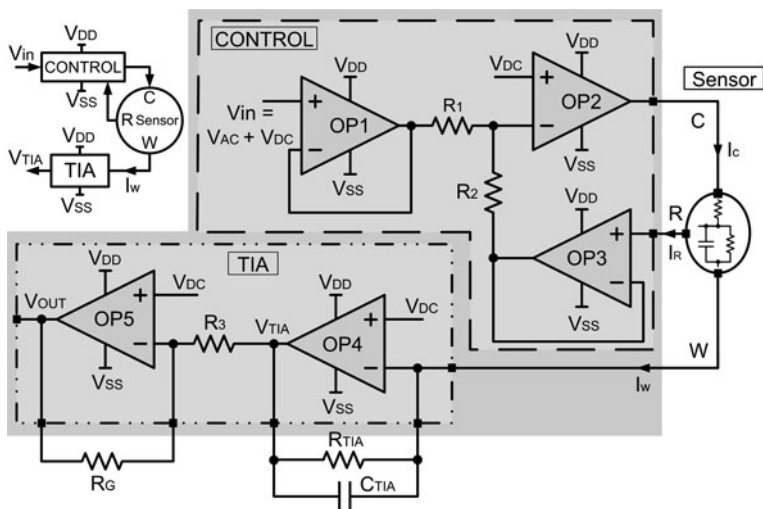 VDD
Vin
CONTROL
VSS
C
R Sensor
W
VDD
VTIA
TIA
IW
VSS
CONTROL
VDD
Vin =
VAC + VDC
+
OP1
-
VSS
R1
VDC
VDD
+
OP2
-
VSS
Sensor
C
IC
R2
VDD
+
OP3
-
VSS
R
IR
TIA
VDD
VOUT
+
VDC
OP5
-
VSS
R3
VTIA
VDD
+
VDC
OP4
-
VSS
W
IW
RG
RTIA
CTIA